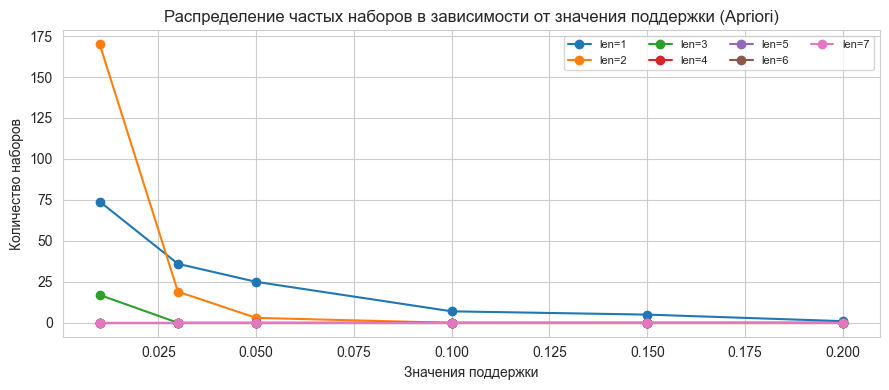 Распределение частых наборов в зависимости от значения поддержки (Apriori)
len=1
len=2
len=3
len=4
len=5
len=6
len=7
Количество наборов
175
150
125
100
75
50
25
0
0.025
0.050
0.075
0.100
0.125
0.150
0.175
0.200
Значения поддержки